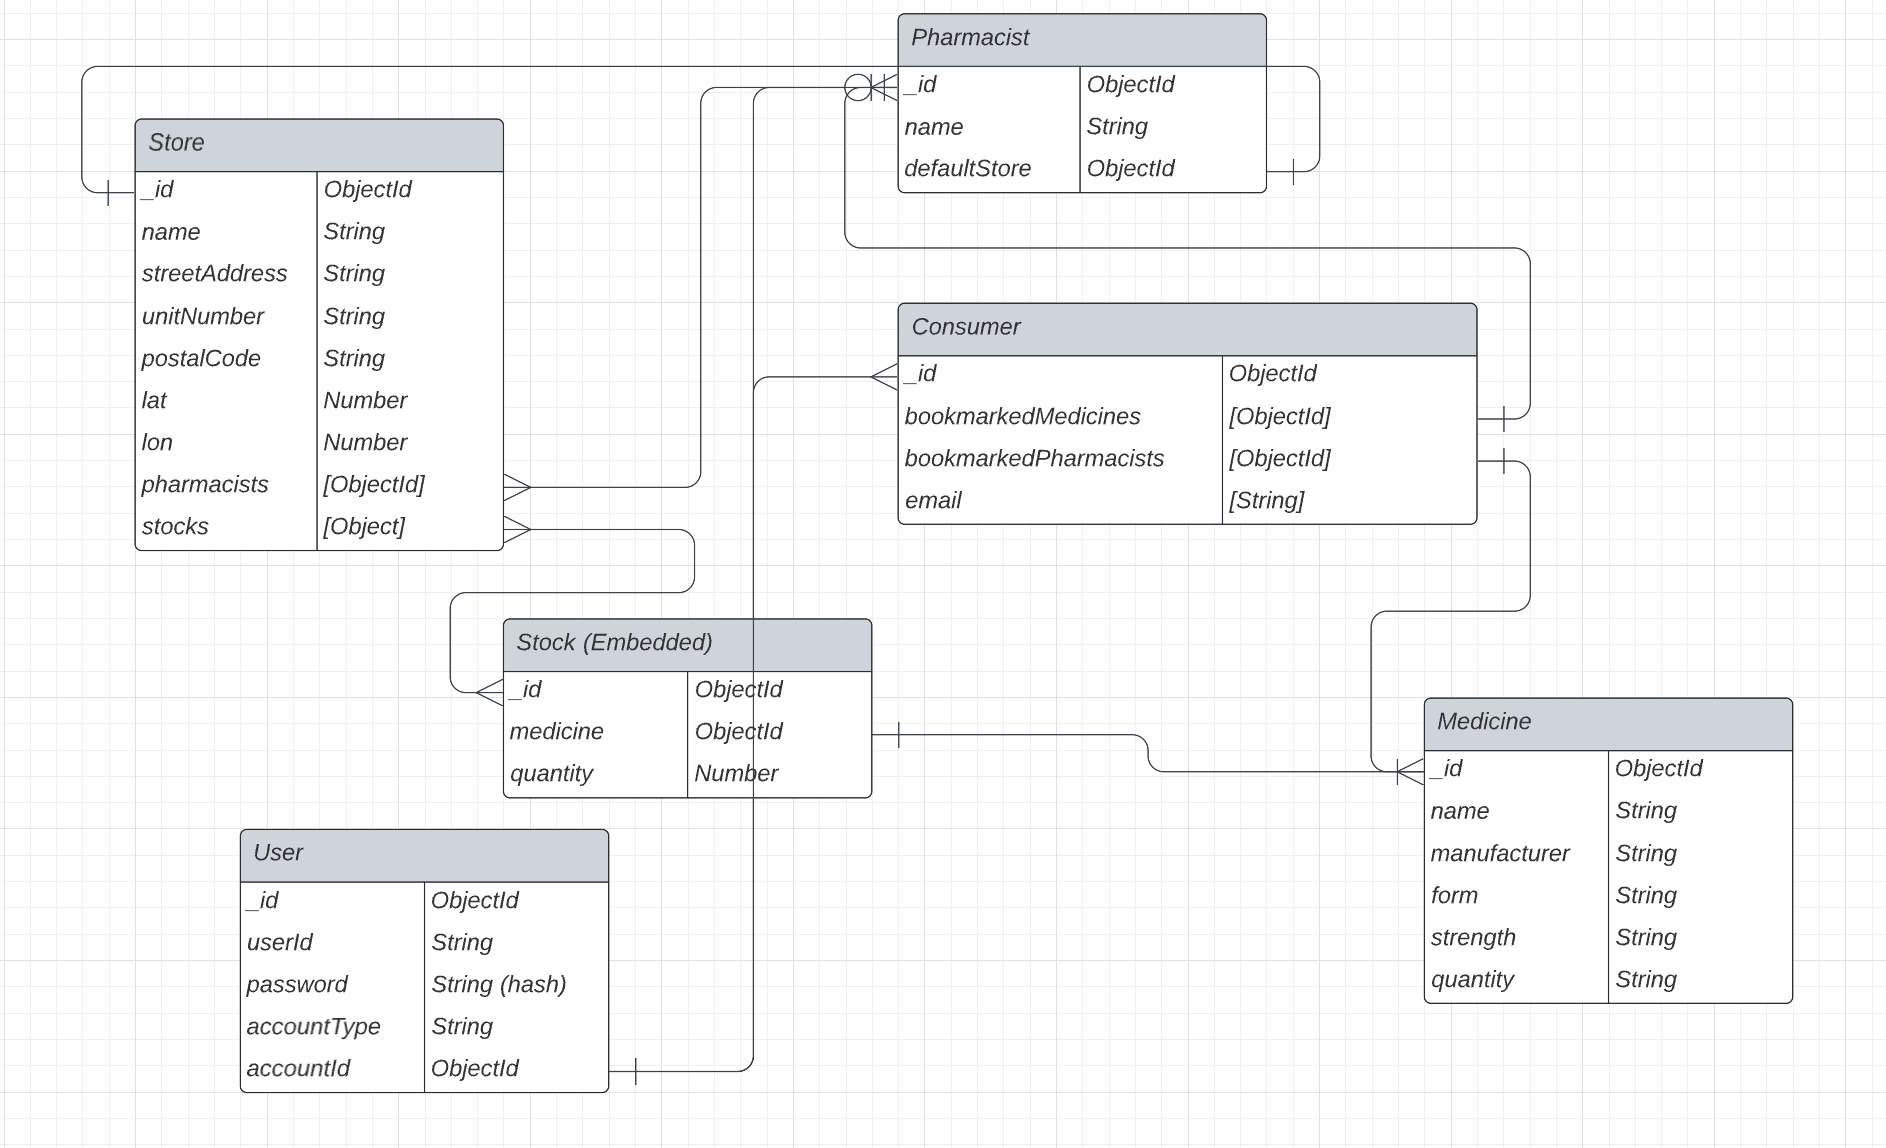 Pharmacist
_id ObjectId
name String
defaultStore ObjectId
Store
_id ObjectId
name String
streetAddress String
unitNumber String
postalCode String
lat Number
lon Number
pharmacists [ObjectId]
stocks [Object]
Consumer
_id ObjectId
bookmarkedMedicines [ObjectId]
bookmarkedPharmacists [ObjectId]
email [String]
Stock (Embedded)
_id ObjectId
medicine ObjectId
quantity Number
Medicine
_id ObjectId
name String
manufacturer String
form String
strength String
quantity String
User
_id ObjectId
userId String
password String (hash)
accountType String
accountId ObjectId